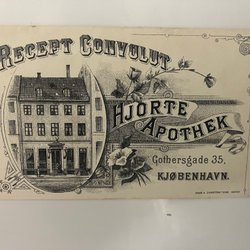 RECEPT CONVOLUT
HJORTE
APOTHEK
Gothersgade 35,
KJØBENHAVN.